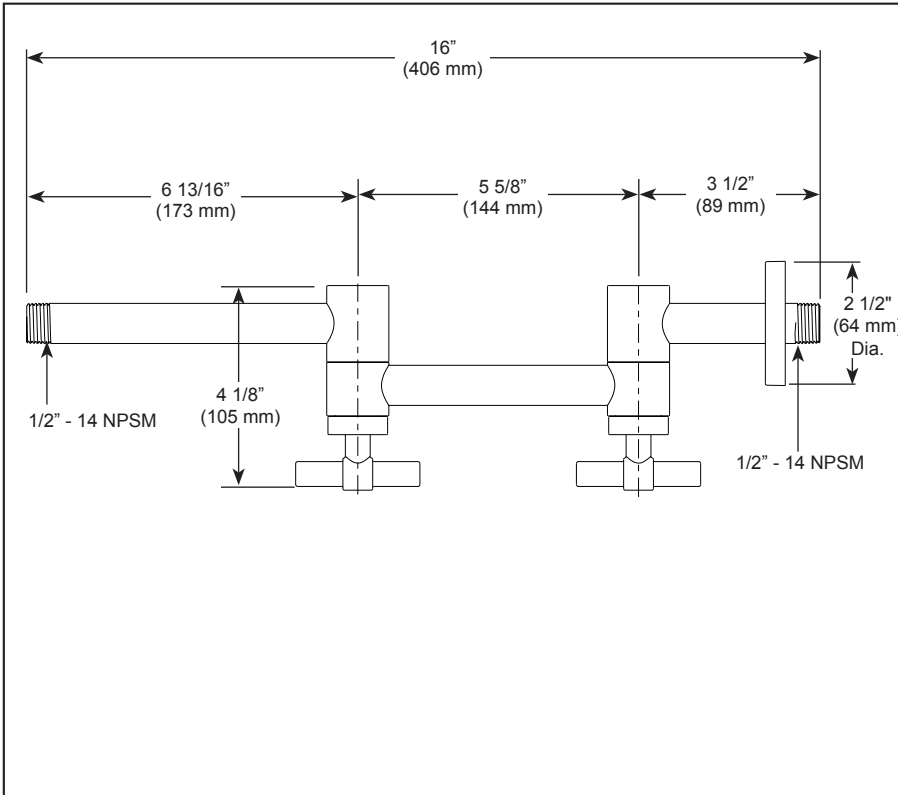 16”
(406 mm)
6 13/16”
(173 mm)
5 5/8”
(144 mm)
3 1/2”
(89 mm)
2 1/2"
(64 mm)
Dia.
4 1/8”
(105 mm)
1/2” - 14 NPSM
1/2” - 14 NPSM